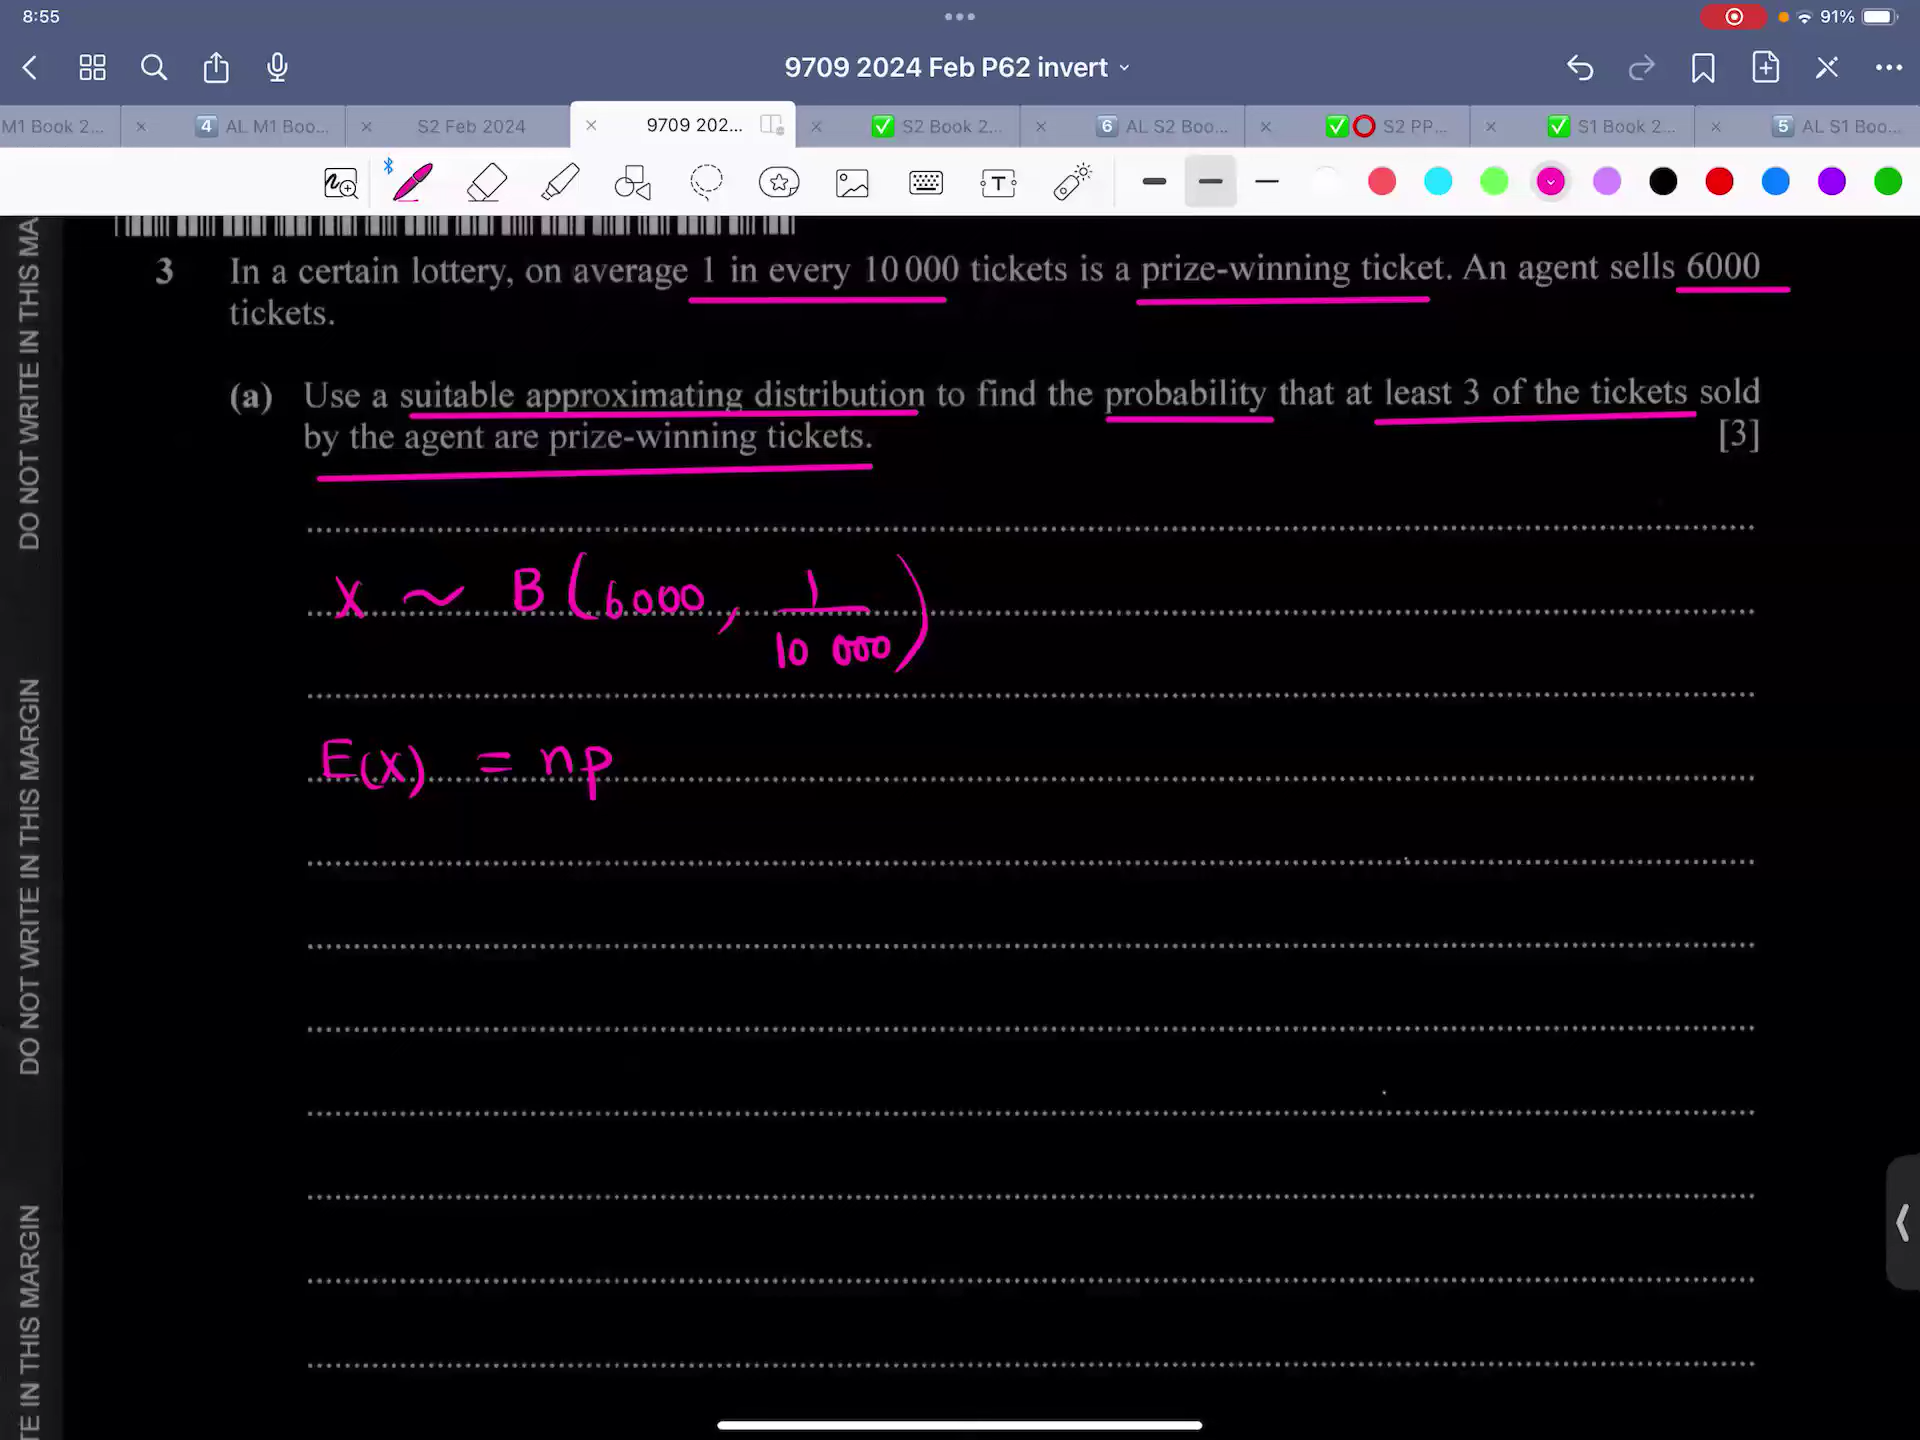 8:55
91%
9709 2024 Feb P62 invert
M1 Book 2...
4 AL M1 Boo...
S2 Feb 2024
9709 202...
S2 Book 2...
6 AL S2 Boo...
S2 PP...
S1 Book 2...
5 AL S1 Boo...
3 In a certain lottery, on average 1 in every 10 000 tickets is a prize-winning ticket. An agent sells 6000
tickets.
(a) Use a suitable approximating distribution to find the probability that at least 3 of the tickets sold
by the agent are prize-winning tickets. [3]
X ~ B(6000, 1/10 000)
E(X) = np
DO NOT WRITE IN THIS MA
DO NOT WRITE IN THIS MARGIN
TE IN THIS MARGIN